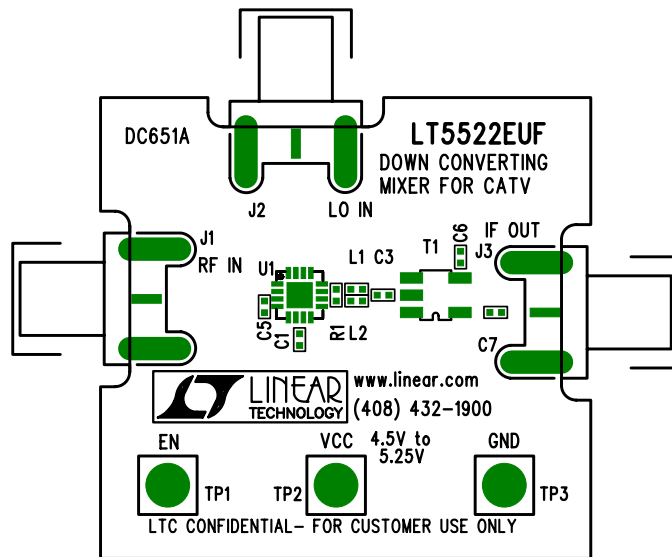 DC651A
LT5522EUF
DOWN CONVERTING
MIXER FOR CATV
J2
LO IN
J1
RF IN
U1
L1 C3
T1
C6
IF OUT
J3
C5
C1
R1
L2
C7
LINEAR
TECHNOLOGY
www.linear.com
(408) 432-1900
EN
VCC
4.5V to
5.25V
GND
TP1
TP2
TP3
LTC CONFIDENTIAL- FOR CUSTOMER USE ONLY